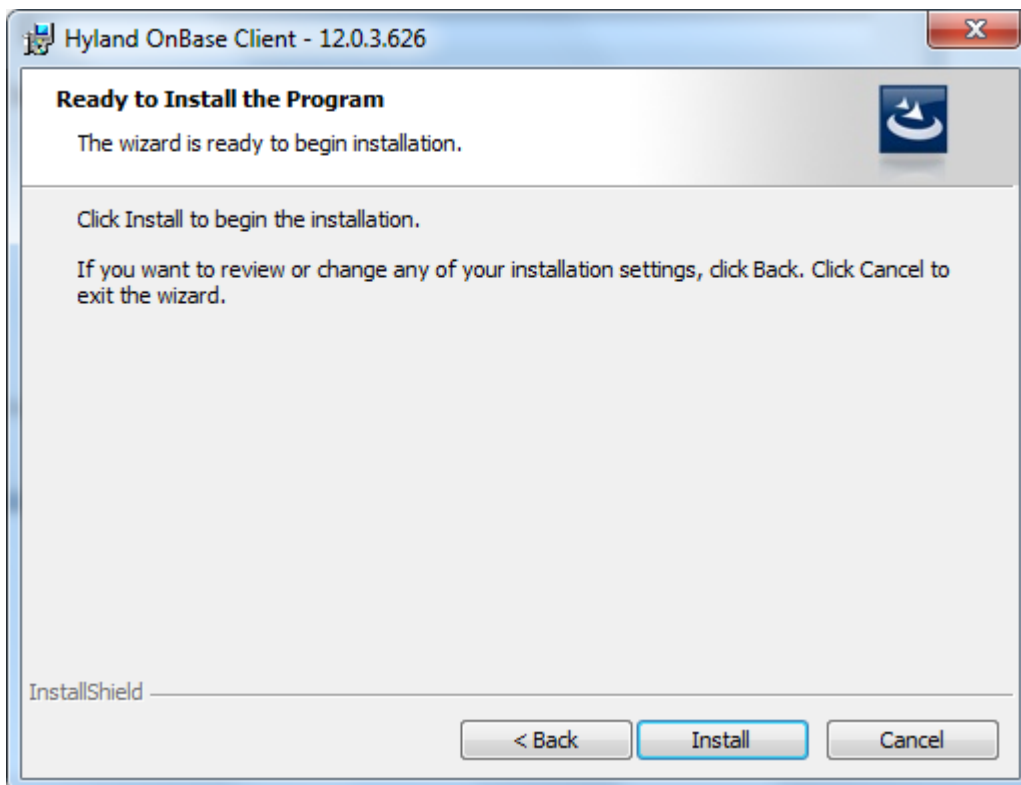 Hyland OnBase Client - 12.0.3.626
Ready to Install the Program
The wizard is ready to begin installation.
Click Install to begin the installation.
If you want to review or change any of your installation settings, click Back. Click Cancel to
exit the wizard.
InstallShield
< Back
Install
Cancel